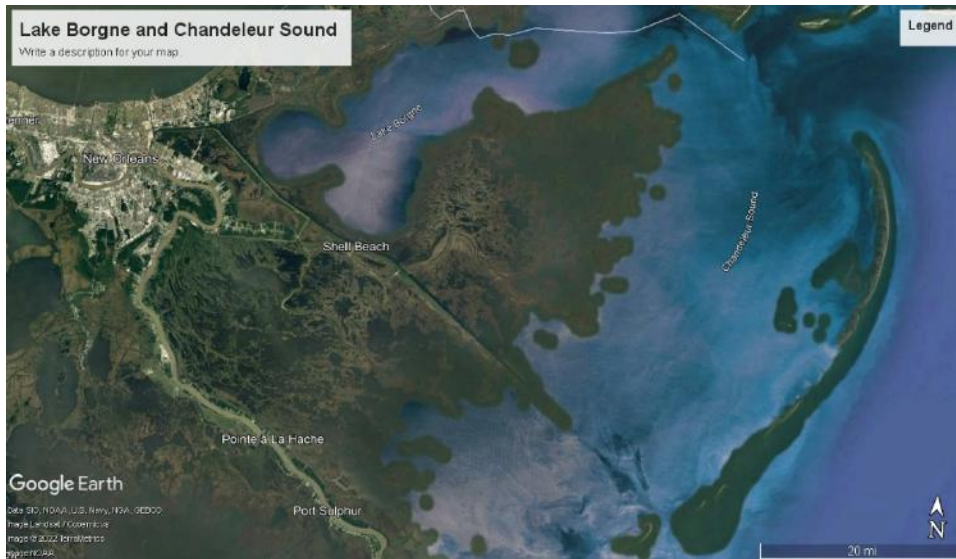 Lake Borgne and Chandeleur Sound
Write a description for your map.
Legend
enner
New Orleans
Lake Borgne
Shell Beach
Chandeleur Sound
Pointe à La Hache
Port Sulphur
Google Earth
Data SIO, NOAA, U.S. Navy, NGA, GEBCO
Image Landsat / Copernicus
Image © 2022 TerraMetrics
Image NOAA
N
20 mi